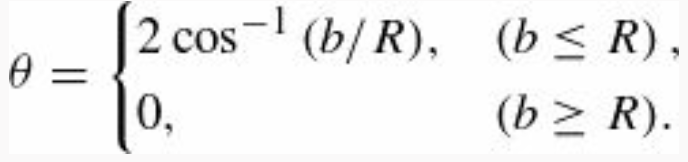 θ = { 2 cos⁻¹ (b/R), (b ≤ R),
0, (b ≥ R).